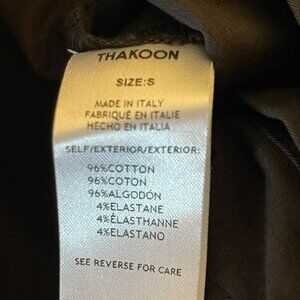 THAKOON
SIZE:S
MADE IN ITALY
FABRIQUÉ EN ITALIE
HECHO EN ITALIA
SELF/EXTERIOR/EXTERIOR:
96%COTTON
96%COTON
96%ALGODÓN
4%ELASTANE
4%ÉLASTHANNE
4%ELASTANO
SEE REVERSE FOR CARE